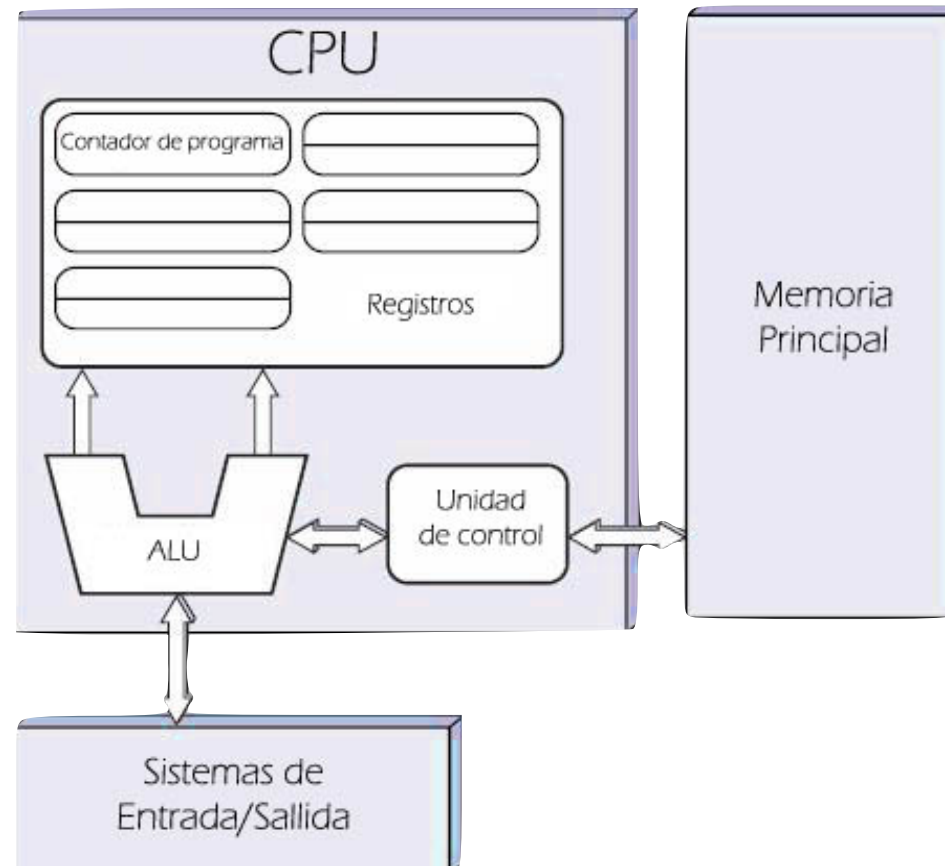 CPU
Contador de programa
Registros
ALU
Unidad
de control
Memoria
Principal
Sistemas de
Entrada/Sallida